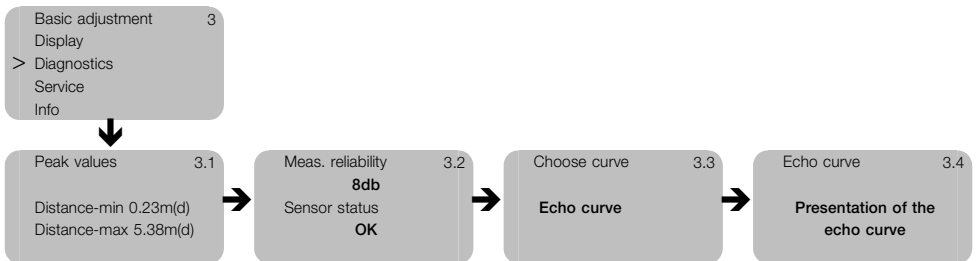 Basic adjustment 3
Display
> Diagnostics
Service
Info
Peak values 3.1
Distance-min 0.23m(d)
Distance-max 5.38m(d)
Meas. reliability 3.2
8db
Sensor status
OK
Choose curve 3.3
Echo curve
Echo curve 3.4
Presentation of the
echo curve